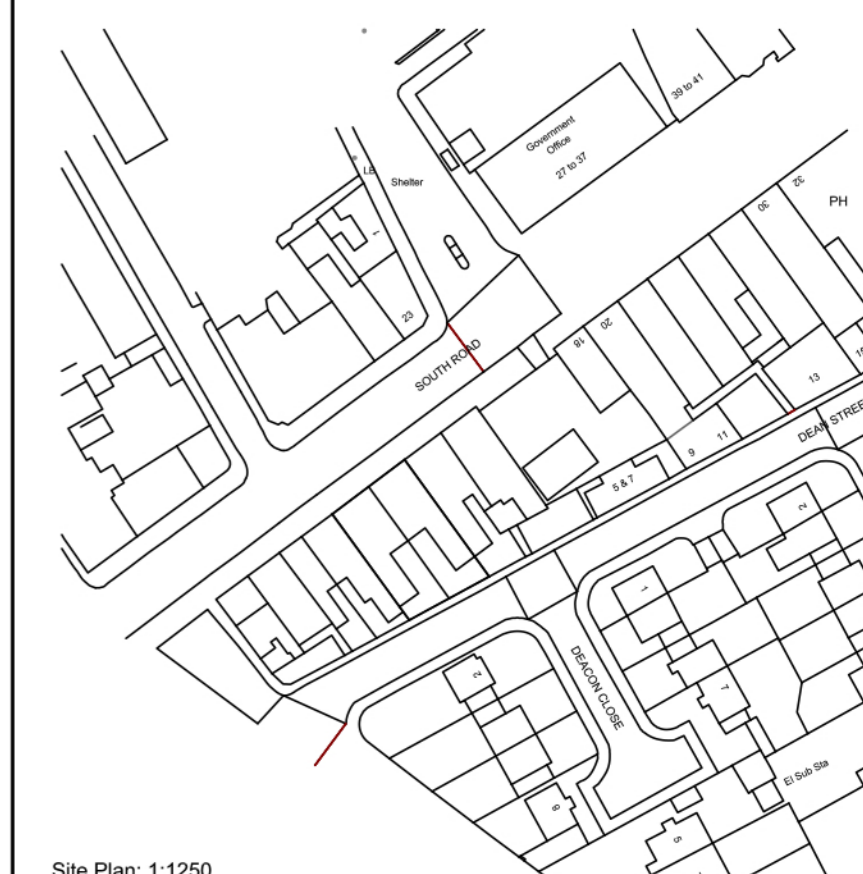 39 to 41
Government
Office
27 to 37
LB
Shelter
1
32
30
PH
23
SOUTH ROAD
20
18
13
15
DEAN STREE
11
9
5 & 7
2
1
DEACON CLOSE
2
7
El Sub Sta
8
5
Site Plan: 1:1250